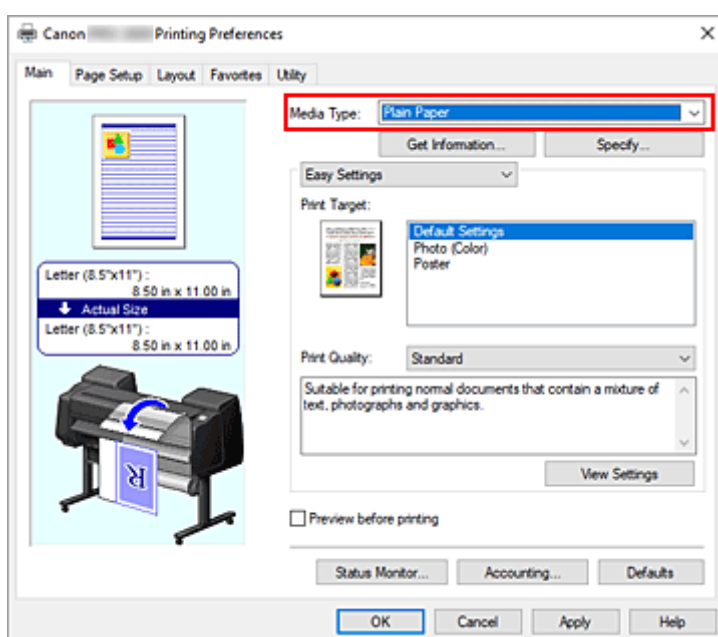 Canon Printing Preferences
Main Page Setup Layout Favorites Utility
Media Type: Plain Paper
Get Information... Specify...
Easy Settings
Print Target:
Default Settings
Photo (Color)
Poster
Letter (8.5"x11") :
8.50 in x 11.00 in
Actual Size
Letter (8.5"x11") :
8.50 in x 11.00 in
Print Quality: Standard
Suitable for printing normal documents that contain a mixture of
text, photographs and graphics.
R
View Settings
Preview before printing
Status Monitor... Accounting... Defaults
OK Cancel Apply Help